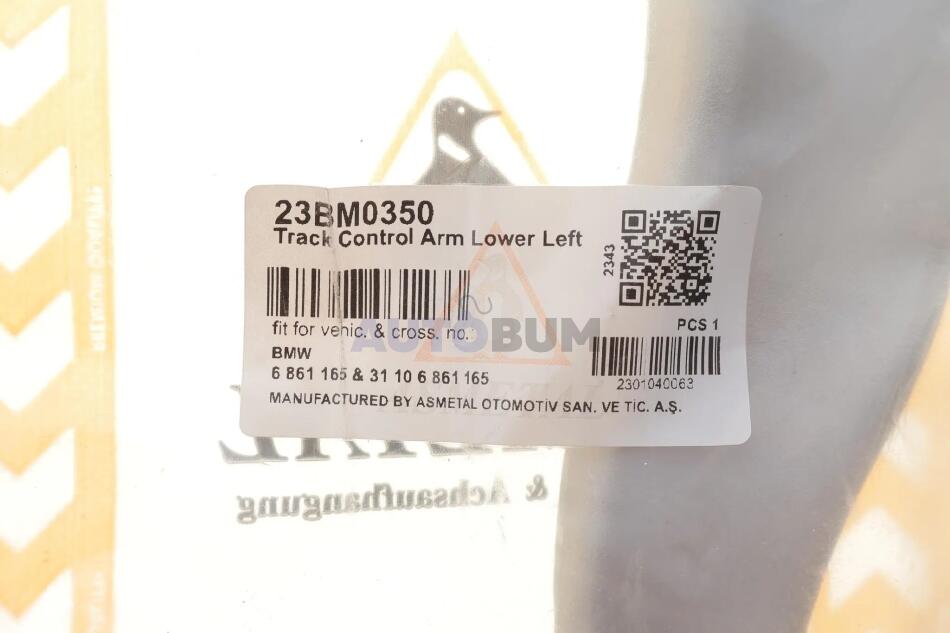 23BM0350
Track Control Arm Lower Left
2343
fit for vehic. & cross. no.
AUTOBUM
PCS 1
BMW
6 861 165 & 31 10 6 861 165
2301040063
MANUFACTURED BY ASMETAL OTOMOTİV SAN. VE TİC. A.Ş.
& Achsaufhangung